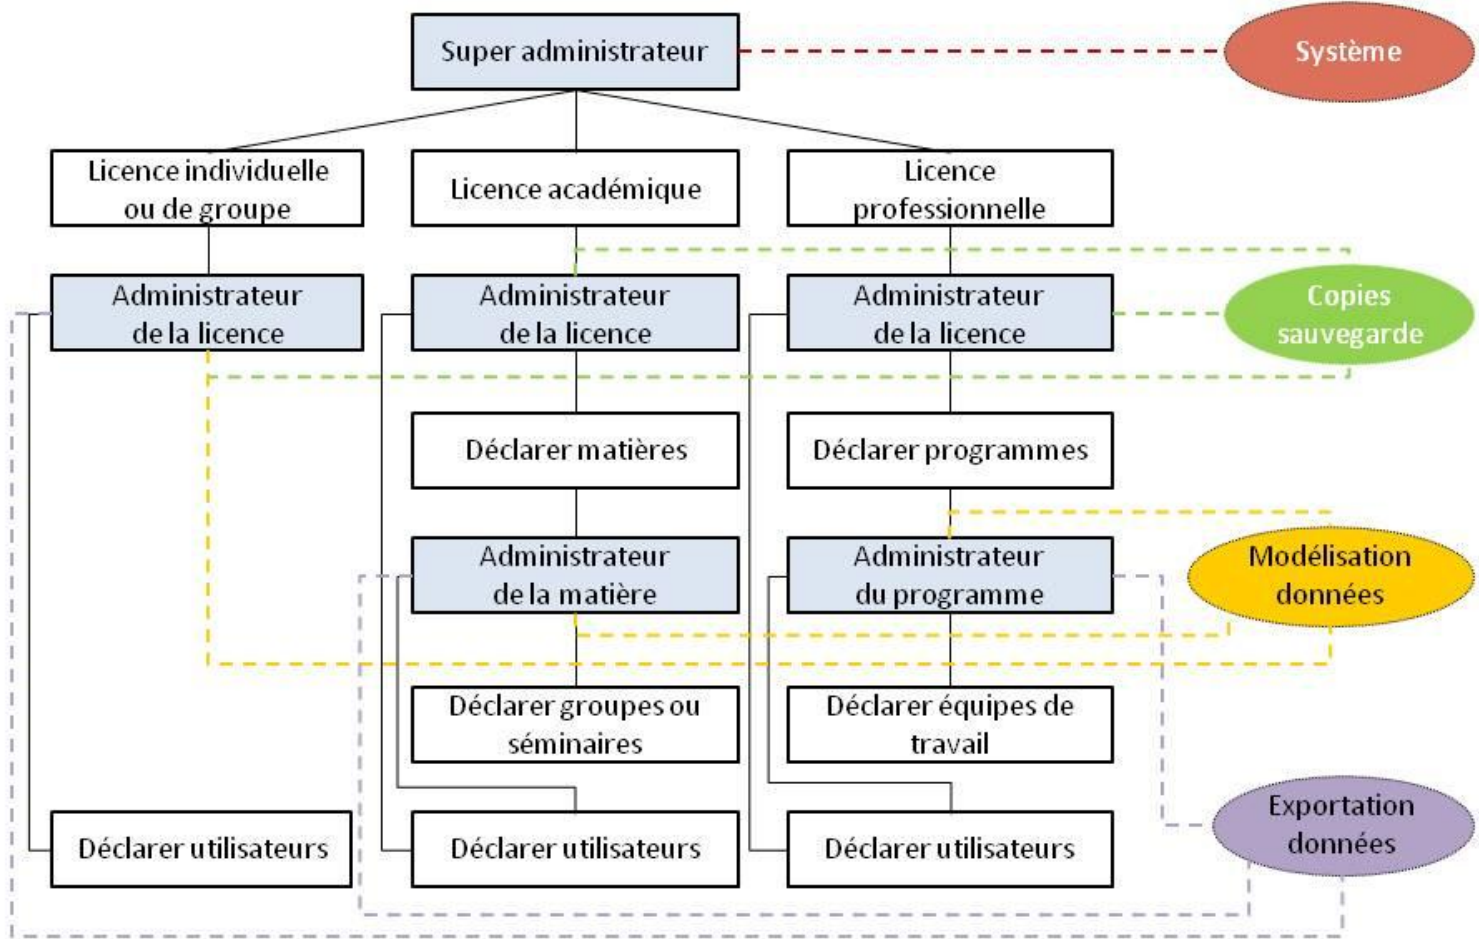 Super administrateur
Système
Licence individuelle
ou de groupe
Licence académique
Licence
professionnelle
Administrateur
de la licence
Administrateur
de la licence
Administrateur
de la licence
Copies
sauvegarde
Déclarer matières
Déclarer programmes
Administrateur
de la matière
Administrateur
du programme
Modélisation
données
Déclarer groupes ou
séminaires
Déclarer équipes de
travail
Exportation
données
Déclarer utilisateurs
Déclarer utilisateurs
Déclarer utilisateurs